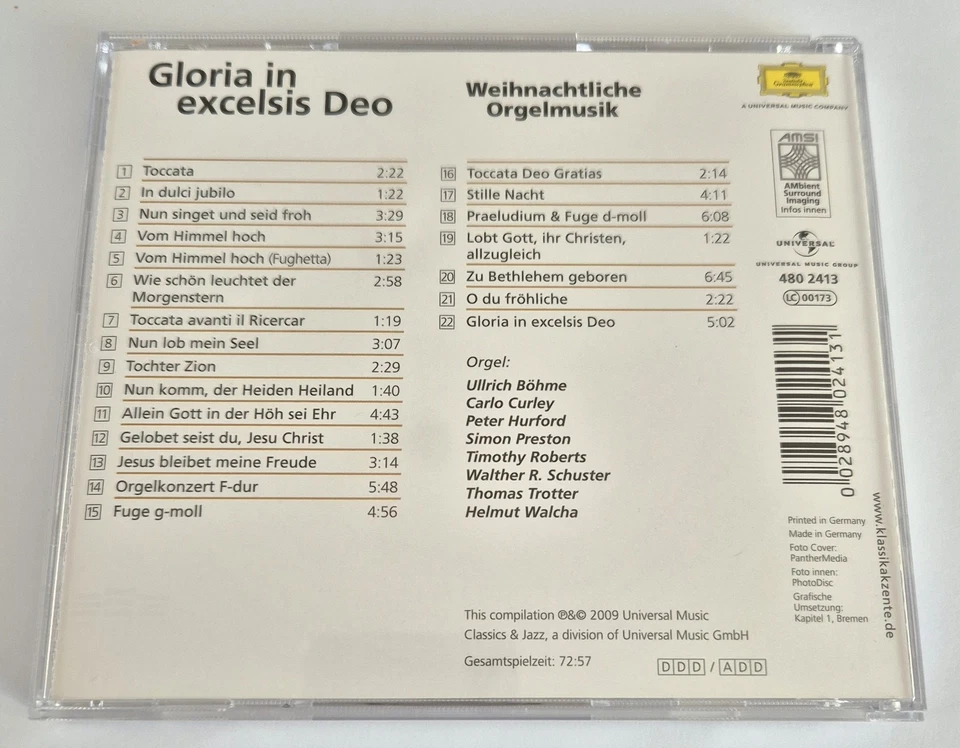 Gloria in
excelsis Deo
1 Toccata 2:22
2 In dulci jubilo 1:22
3 Nun singet und seid froh 3:29
4 Vom Himmel hoch 3:15
5 Vom Himmel hoch (Fughetta) 1:23
6 Wie schön leuchtet der 2:58
Morgenstern
7 Toccata avanti il Ricercar 1:19
8 Nun lob mein Seel 3:07
9 Tochter Zion 2:29
10 Nun komm, der Heiden Heiland 1:40
11 Allein Gott in der Höh sei Ehr 4:43
12 Gelobet seist du, Jesu Christ 1:38
13 Jesus bleibet meine Freude 3:14
14 Orgelkonzert F-dur 5:48
15 Fuge g-moll 4:56
Weihnachtliche
Orgelmusik
16 Toccata Deo Gratias 2:14
17 Stille Nacht 4:11
18 Praeludium & Fuge d-moll 6:08
19 Lobt Gott, ihr Christen, 1:22
allzugleich
20 Zu Bethlehem geboren 6:45
21 O du fröhliche 2:22
22 Gloria in excelsis Deo 5:02
Orgel:
Ullrich Böhme
Carlo Curley
Peter Hurford
Simon Preston
Timothy Roberts
Walther R. Schuster
Thomas Trotter
Helmut Walcha
This compilation ℗&© 2009 Universal Music
Classics & Jazz, a division of Universal Music GmbH
Gesamtspielzeit: 72:57
DDD / ADD
Deutsche
Grammophon
A UNIVERSAL MUSIC COMPANY
AMSI
AMbient
Surround
Imaging
Infos innen
UNIVERSAL
UNIVERSAL MUSIC GROUP
480 2413
LC 00173
0 028948 024131
Printed in Germany
Made in Germany
Foto Cover:
PantherMedia
Foto innen:
PhotoDisc
Grafische
Umsetzung:
Kapitel 1, Bremen
www.klassikakzente.de